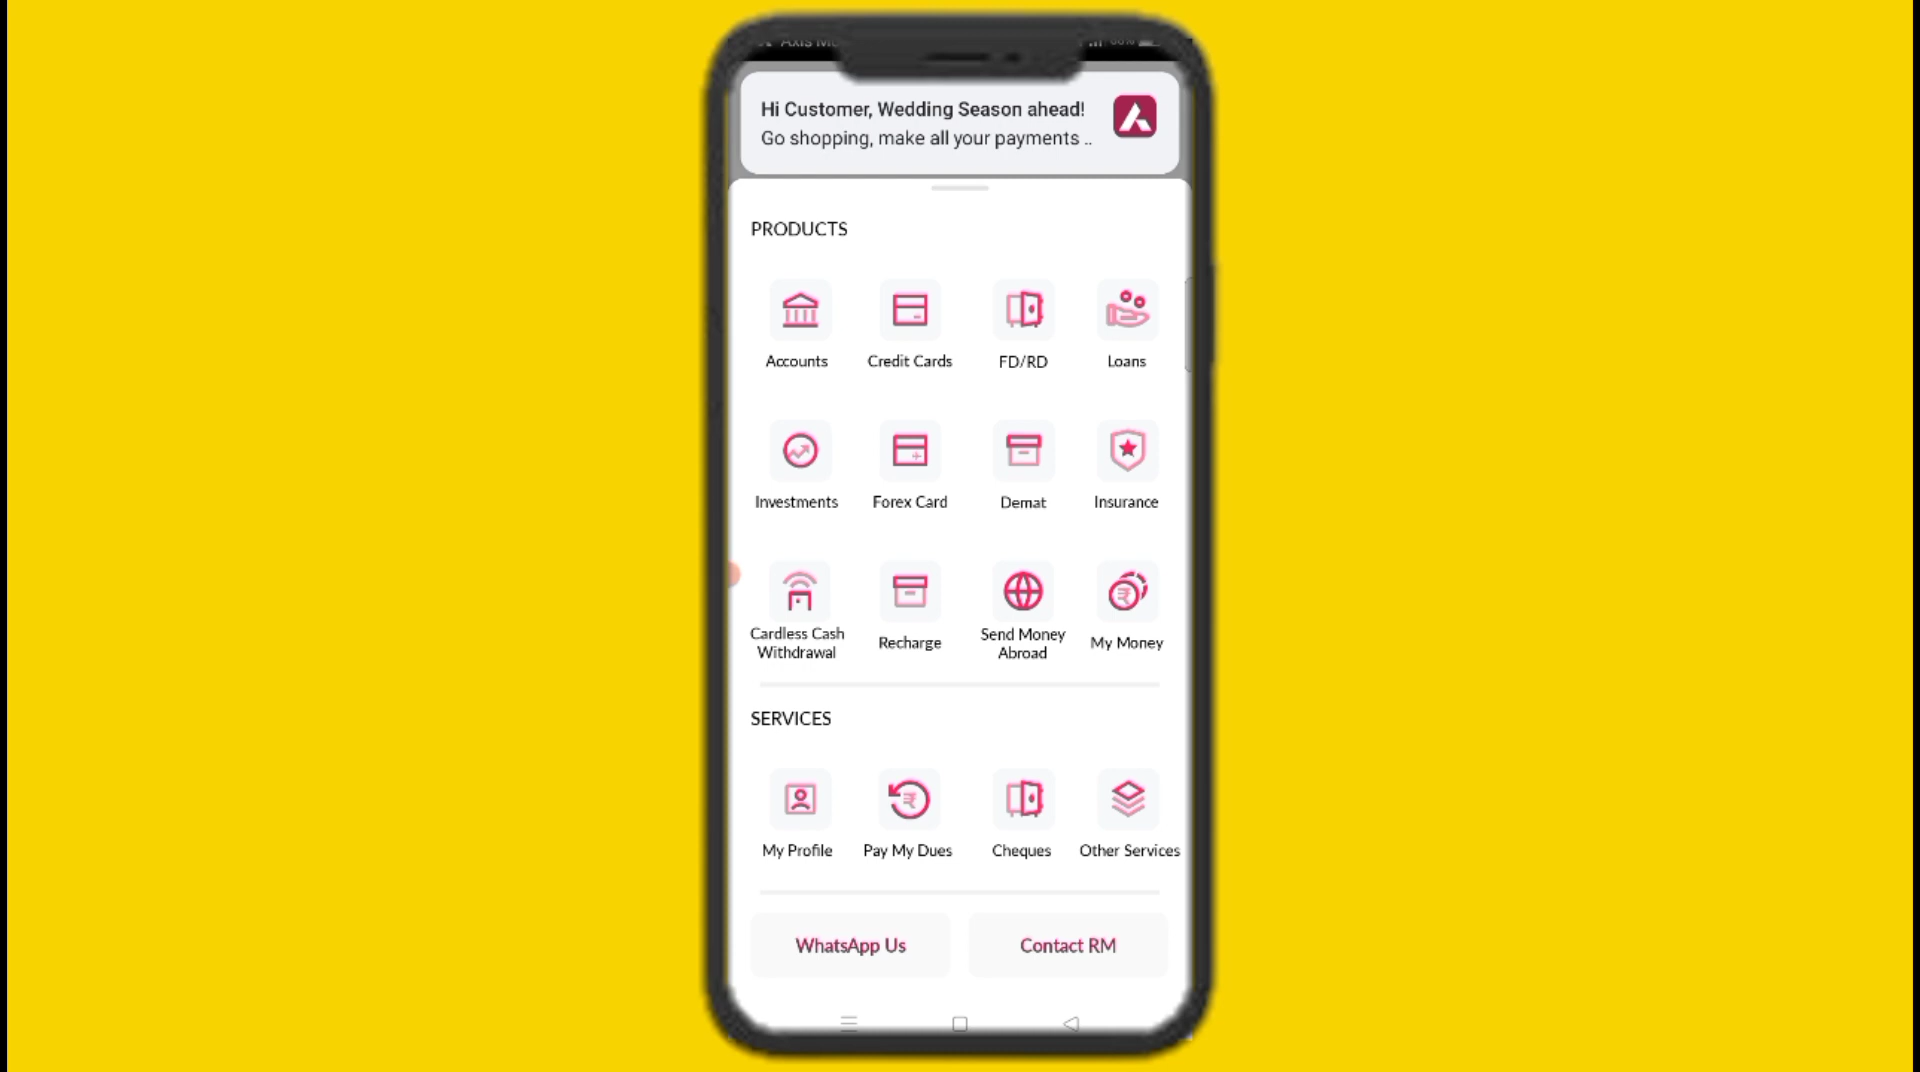 Hi Customer, Wedding Season ahead!
Go shopping, make all your payments ..
PRODUCTS
Accounts
Credit Cards
FD/RD
Loans
Investments
Forex Card
Demat
Insurance
Cardless Cash
Withdrawal
Recharge
Send Money
Abroad
My Money
SERVICES
My Profile
Pay My Dues
Cheques
Other Services
WhatsApp Us
Contact RM